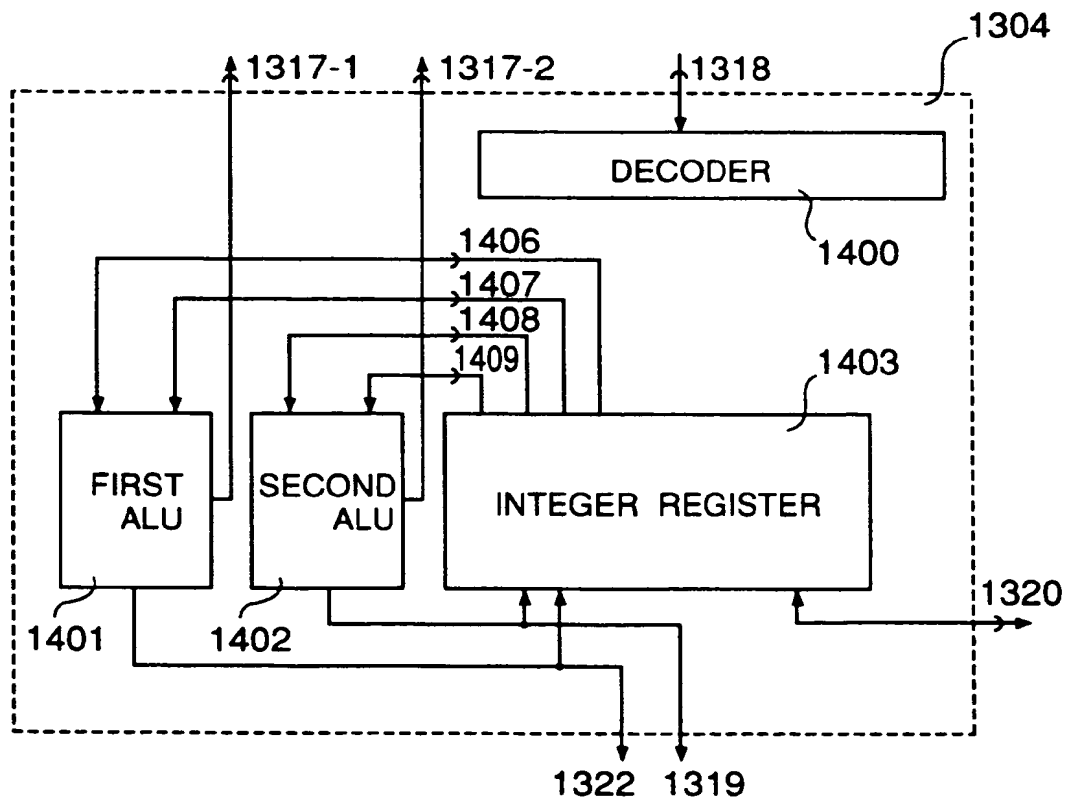 1304
1317-1
1317-2
1318
DECODER
1400
1406
1407
1408
1409
1403
FIRST
ALU
SECOND
ALU
INTEGER REGISTER
1401
1402
1320
1322
1319